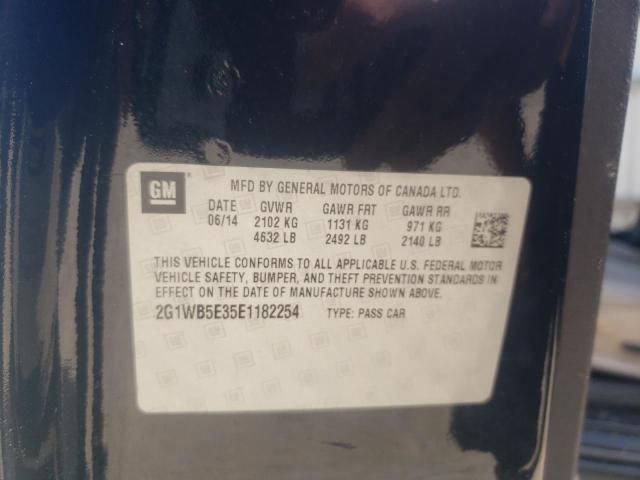 GM
MFD BY GENERAL MOTORS OF CANADA LTD.
DATE GVWR GAWR FRT GAWR RR
06/14 2102 KG 1131 KG 971 KG
4632 LB 2492 LB 2140 LB
THIS VEHICLE CONFORMS TO ALL APPLICABLE U.S. FEDERAL MOTOR
VEHICLE SAFETY, BUMPER, AND THEFT PREVENTION STANDARDS IN
EFFECT ON THE DATE OF MANUFACTURE SHOWN ABOVE.
2G1WB5E35E1182254 TYPE: PASS CAR